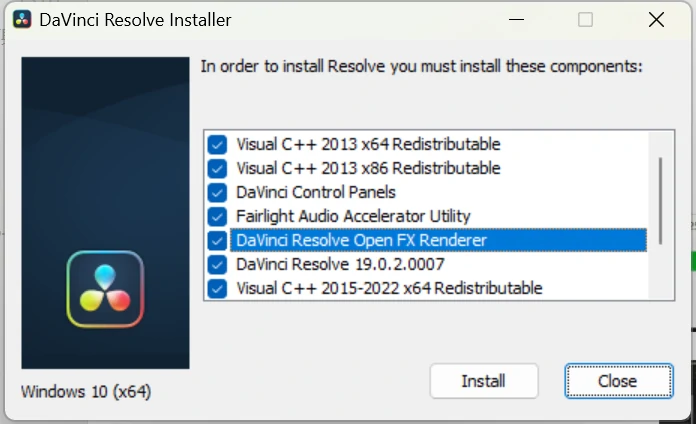 DaVinci Resolve Installer
In order to install Resolve you must install these components:
Visual C++ 2013 x64 Redistributable
Visual C++ 2013 x86 Redistributable
DaVinci Control Panels
Fairlight Audio Accelerator Utility
DaVinci Resolve Open FX Renderer
DaVinci Resolve 19.0.2.0007
Visual C++ 2015-2022 x64 Redistributable
Windows 10 (x64)
Install
Close